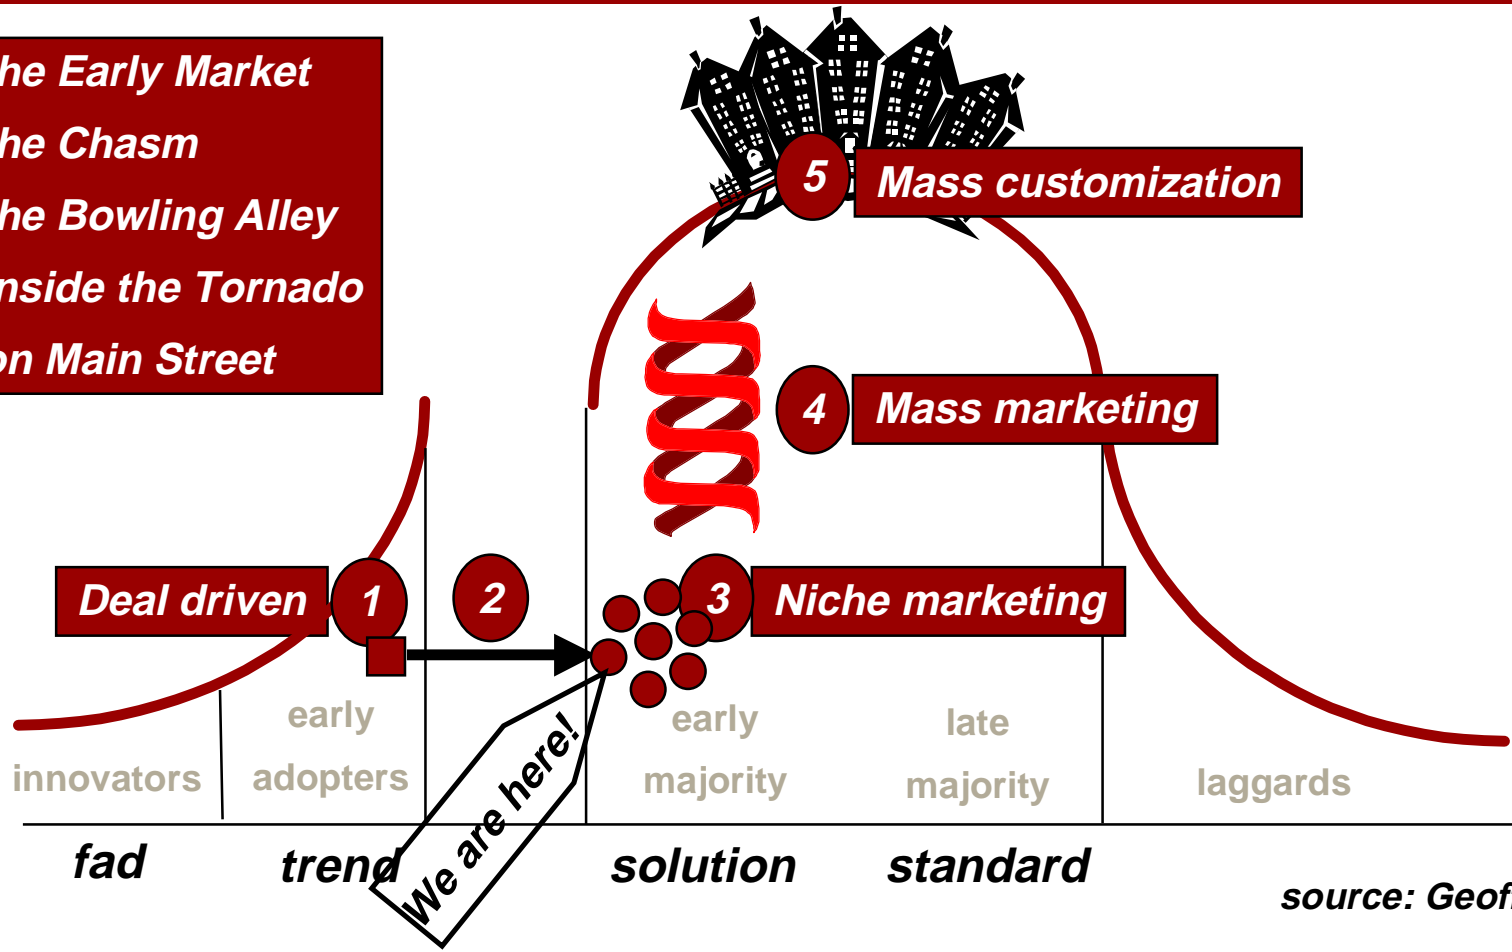 he Early Market
he Chasm
he Bowling Alley
nside the Tornado
on Main Street
5
Mass customization
4
Mass marketing
Deal driven
1
2
3
Niche marketing
We are here!
innovators
early
adopters
early
majority
late
majority
laggards
fad
trend
solution
standard
source: Geof